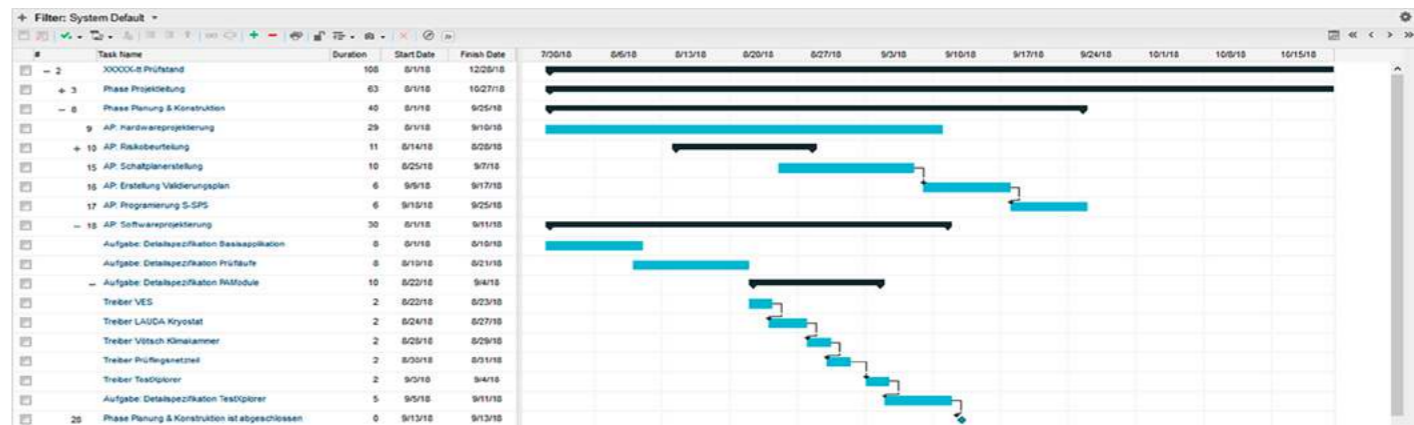 Filter: System Default
# Task Name Duration Start Date Finish Date 7/30/18 8/6/18 8/13/18 8/20/18 8/27/18 9/3/18 9/10/18 9/17/18 9/24/18 10/1/18 10/8/18 10/15/18
2 XXXXX-tt Prüfstand 108 8/1/18 12/28/18
3 Phase Projektleitung 63 8/1/18 10/27/18
8 Phase Planung & Konstruktion 40 8/1/18 9/25/18
9 AP: Hardwareprojektierung 29 8/1/18 9/10/18
10 AP: Risikobeurteilung 11 8/14/18 8/28/18
15 AP: Schaltplanerstellung 10 8/25/18 9/7/18
16 AP: Erstellung Validierungsplan 6 9/9/18 9/17/18
17 AP: Programierung S-SPS 6 9/18/18 9/25/18
18 AP: Softwareprojektierung 30 8/1/18 9/11/18
Aufgabe: Detailspezifikation Basisapplikation 8 8/1/18 8/10/18
Aufgabe: Detailspezifikation Prüfläufe 8 8/10/18 8/21/18
Aufgabe: Detailspezifikation PAModule 10 8/22/18 9/4/18
Treiber VES 2 8/22/18 8/23/18
Treiber LAUDA Kryostat 2 8/24/18 8/27/18
Treiber Vötsch Klimakammer 2 8/28/18 8/29/18
Treiber Prüflingsnetzteil 2 8/30/18 8/31/18
Treiber TestXplorer 2 9/3/18 9/4/18
Aufgabe: Detailspezifikation TestXplorer 5 9/5/18 9/11/18
28 Phase Planung & Konstruktion ist abgeschlossen 0 9/13/18 9/13/18